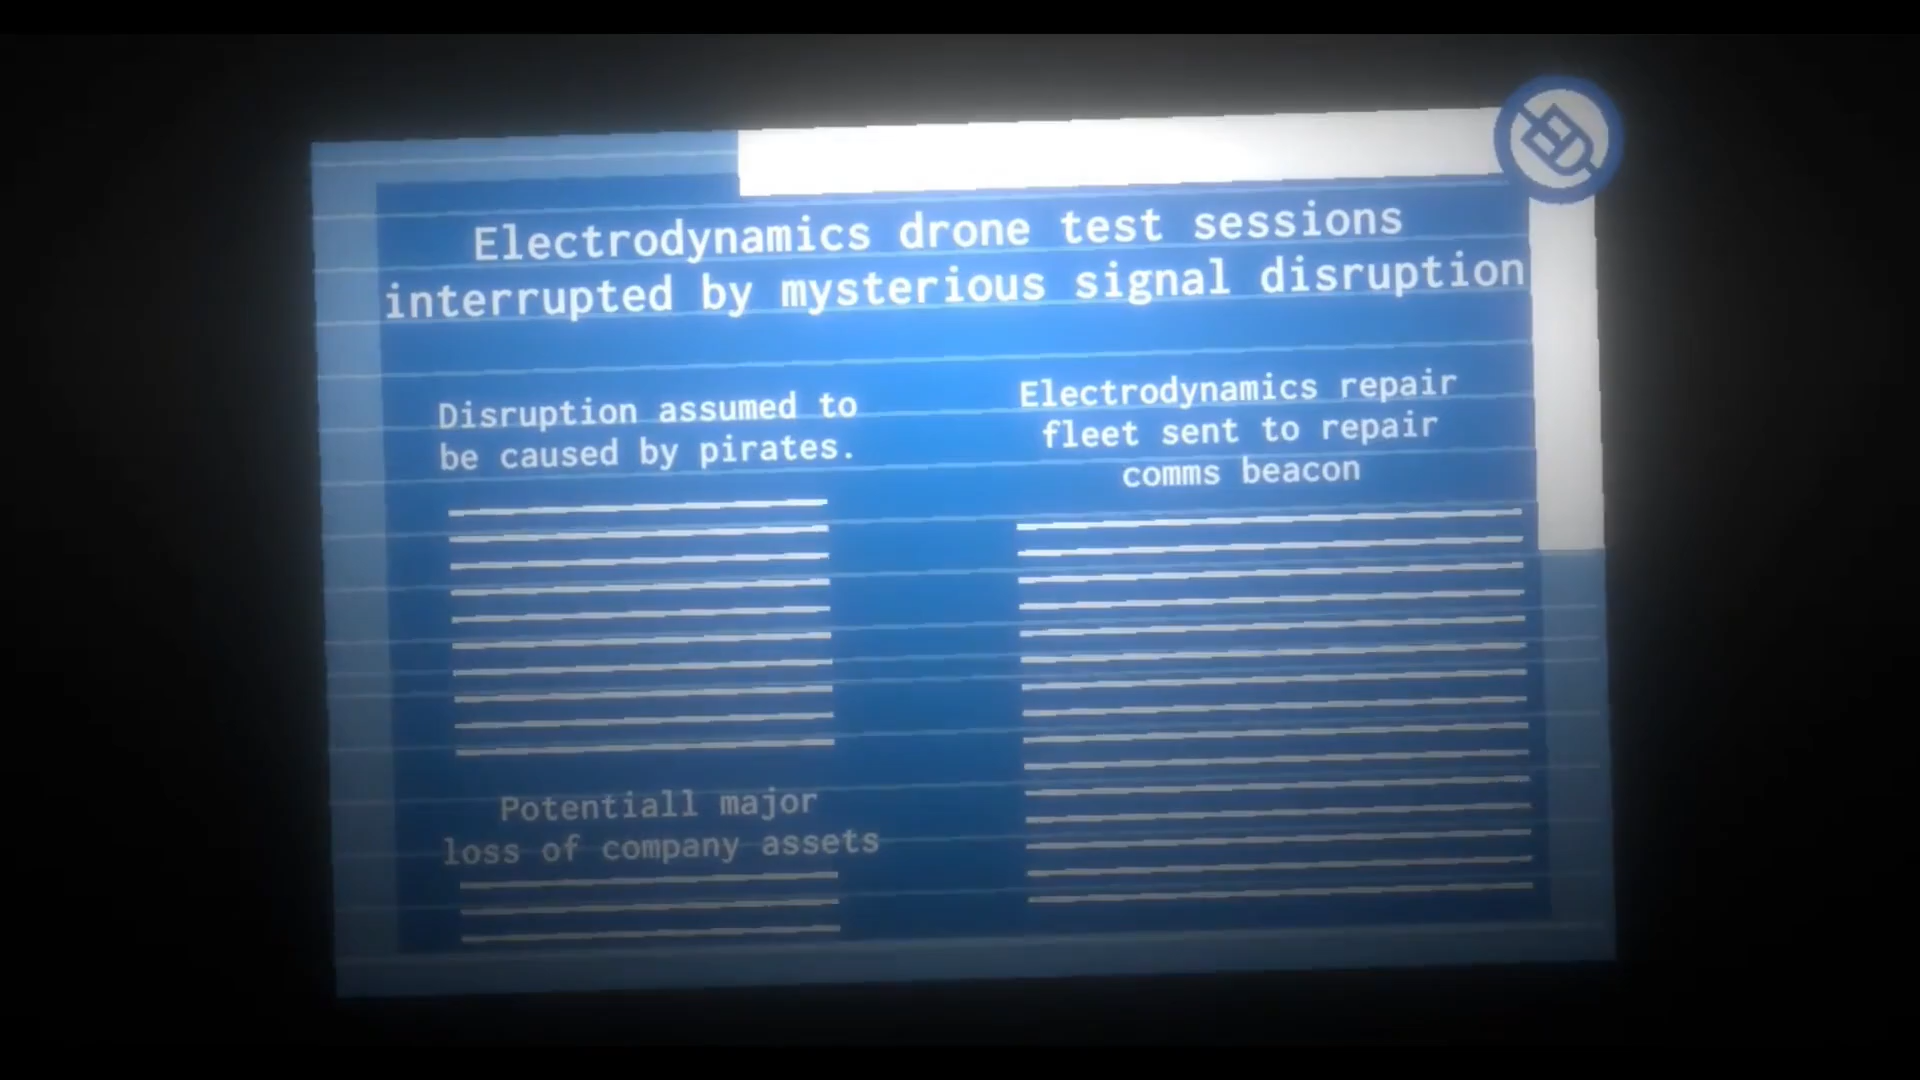 Electrodynamics drone test sessions
interrupted by mysterious signal disruption
Disruption assumed to
be caused by pirates.
Potentiall major
loss of company assets
Electrodynamics repair
fleet sent to repair
comms beacon
ED